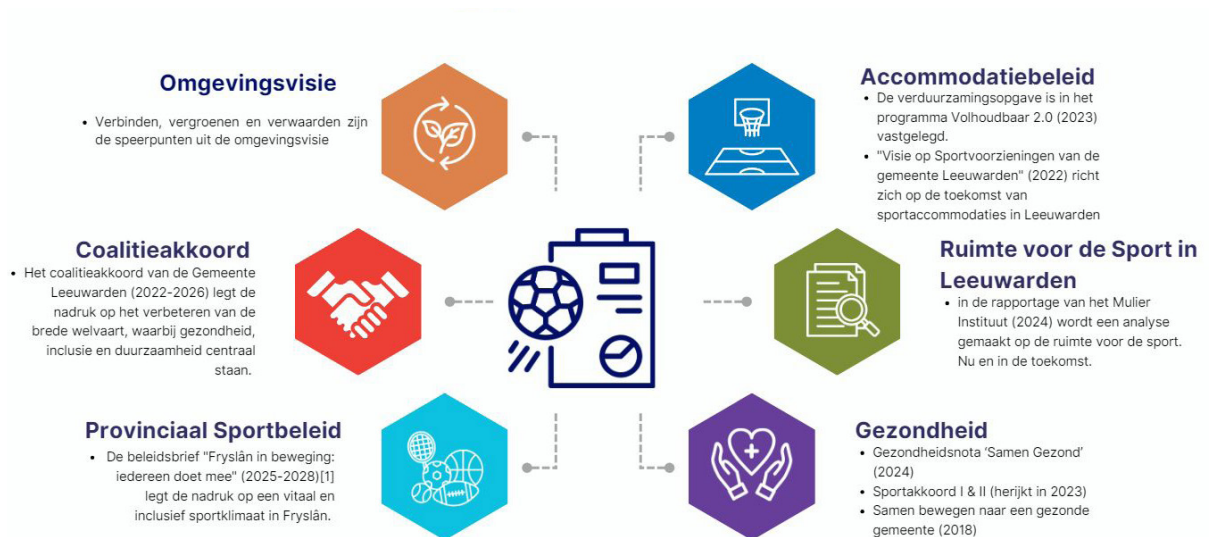 Omgevingsvisie
• Verbinden, vergroenen en verwaarden zijn
de speerpunten uit de omgevingsvisie
Accommodatiebeleid
• De verduurzamingsopgave is in het
programma Volhoudbaar 2.0 (2023)
vastgelegd.
• "Visie op Sportvoorzieningen van de
gemeente Leeuwarden" (2022) richt
zich op de toekomst van
sportaccommodaties in Leeuwarden
Coalitieakkoord
• Het coalitieakkoord van de Gemeente
Leeuwarden (2022-2026) legt de
nadruk op het verbeteren van de
brede welvaart, waarbij gezondheid,
inclusie en duurzaamheid centraal
staan.
Ruimte voor de Sport in
Leeuwarden
• in de rapportage van het Mulier
Instituut (2024) wordt een analyse
gemaakt op de ruimte voor de sport.
Nu en in de toekomst.
Provinciaal Sportbeleid
• De beleidsbrief "Fryslân in beweging:
iedereen doet mee" (2025-2028)[1]
legt de nadruk op een vitaal en
inclusief sportklimaat in Fryslân.
Gezondheid
• Gezondheidsnota ‘Samen Gezond’
(2024)
• Sportakkoord I & II (herijkt in 2023)
• Samen bewegen naar een gezonde
gemeente (2018)